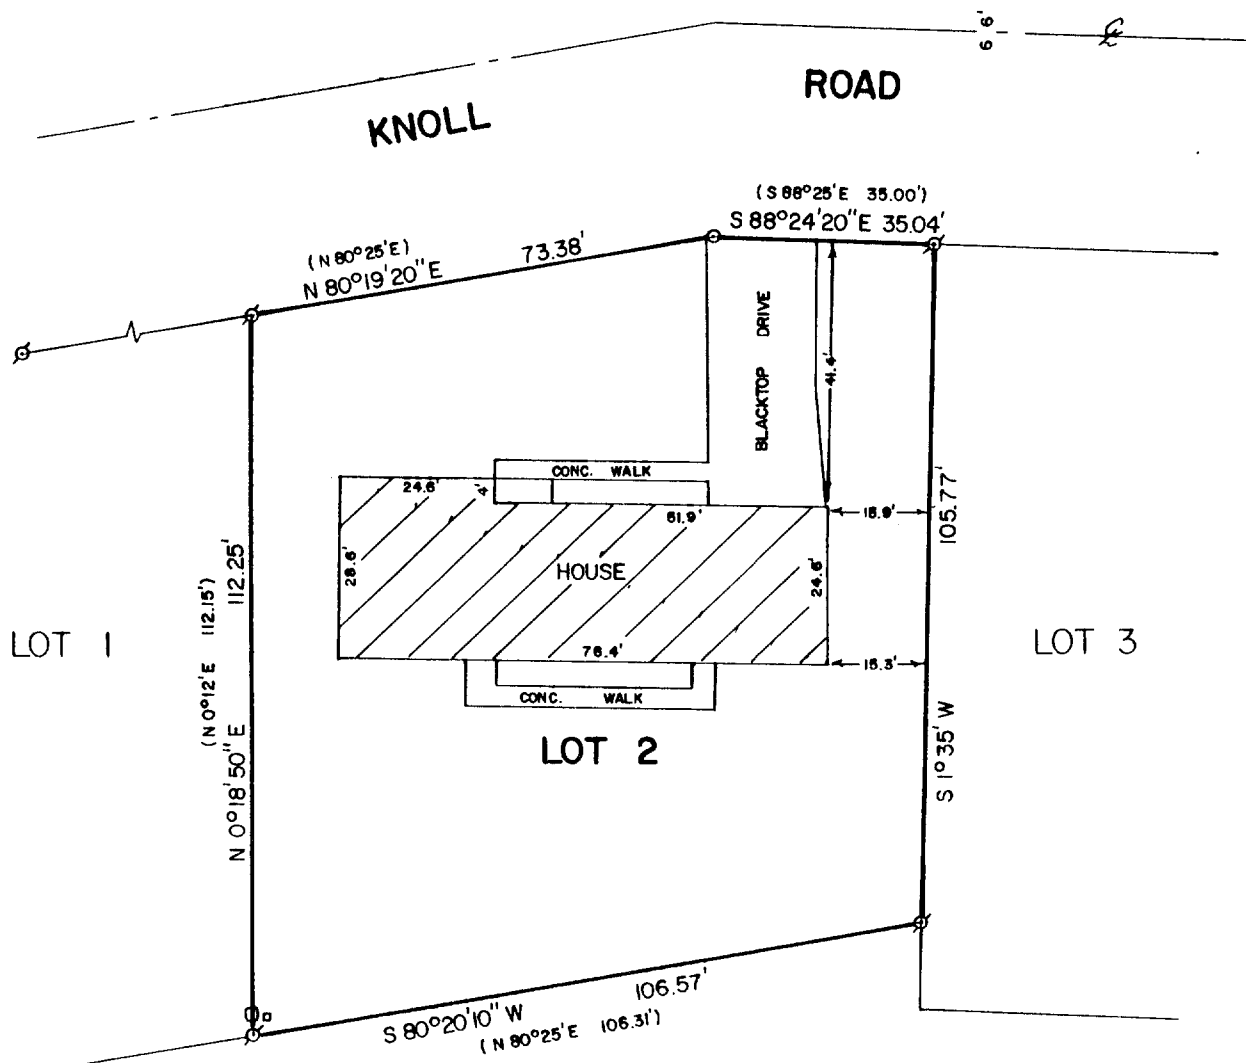 6' 6'
℄
KNOLL
ROAD
(S 88°25'E 35.00')
S 88°24'20"E 35.04'
(N 80°25'E)
N 80°19'20"E
73.38'
BLACKTOP DRIVE
41.4'
CONC. WALK
24.6'
4'
61.9'
15.9'
105.77'
28.6'
HOUSE
24.6'
112.25'
(N 0°12'E 112.15')
LOT 1
LOT 3
76.4'
15.3'
CONC. WALK
LOT 2
S 1°35' W
N 0°18'50" E
106.57'
S 80°20'10" W
(N 80°25'E 106.31')